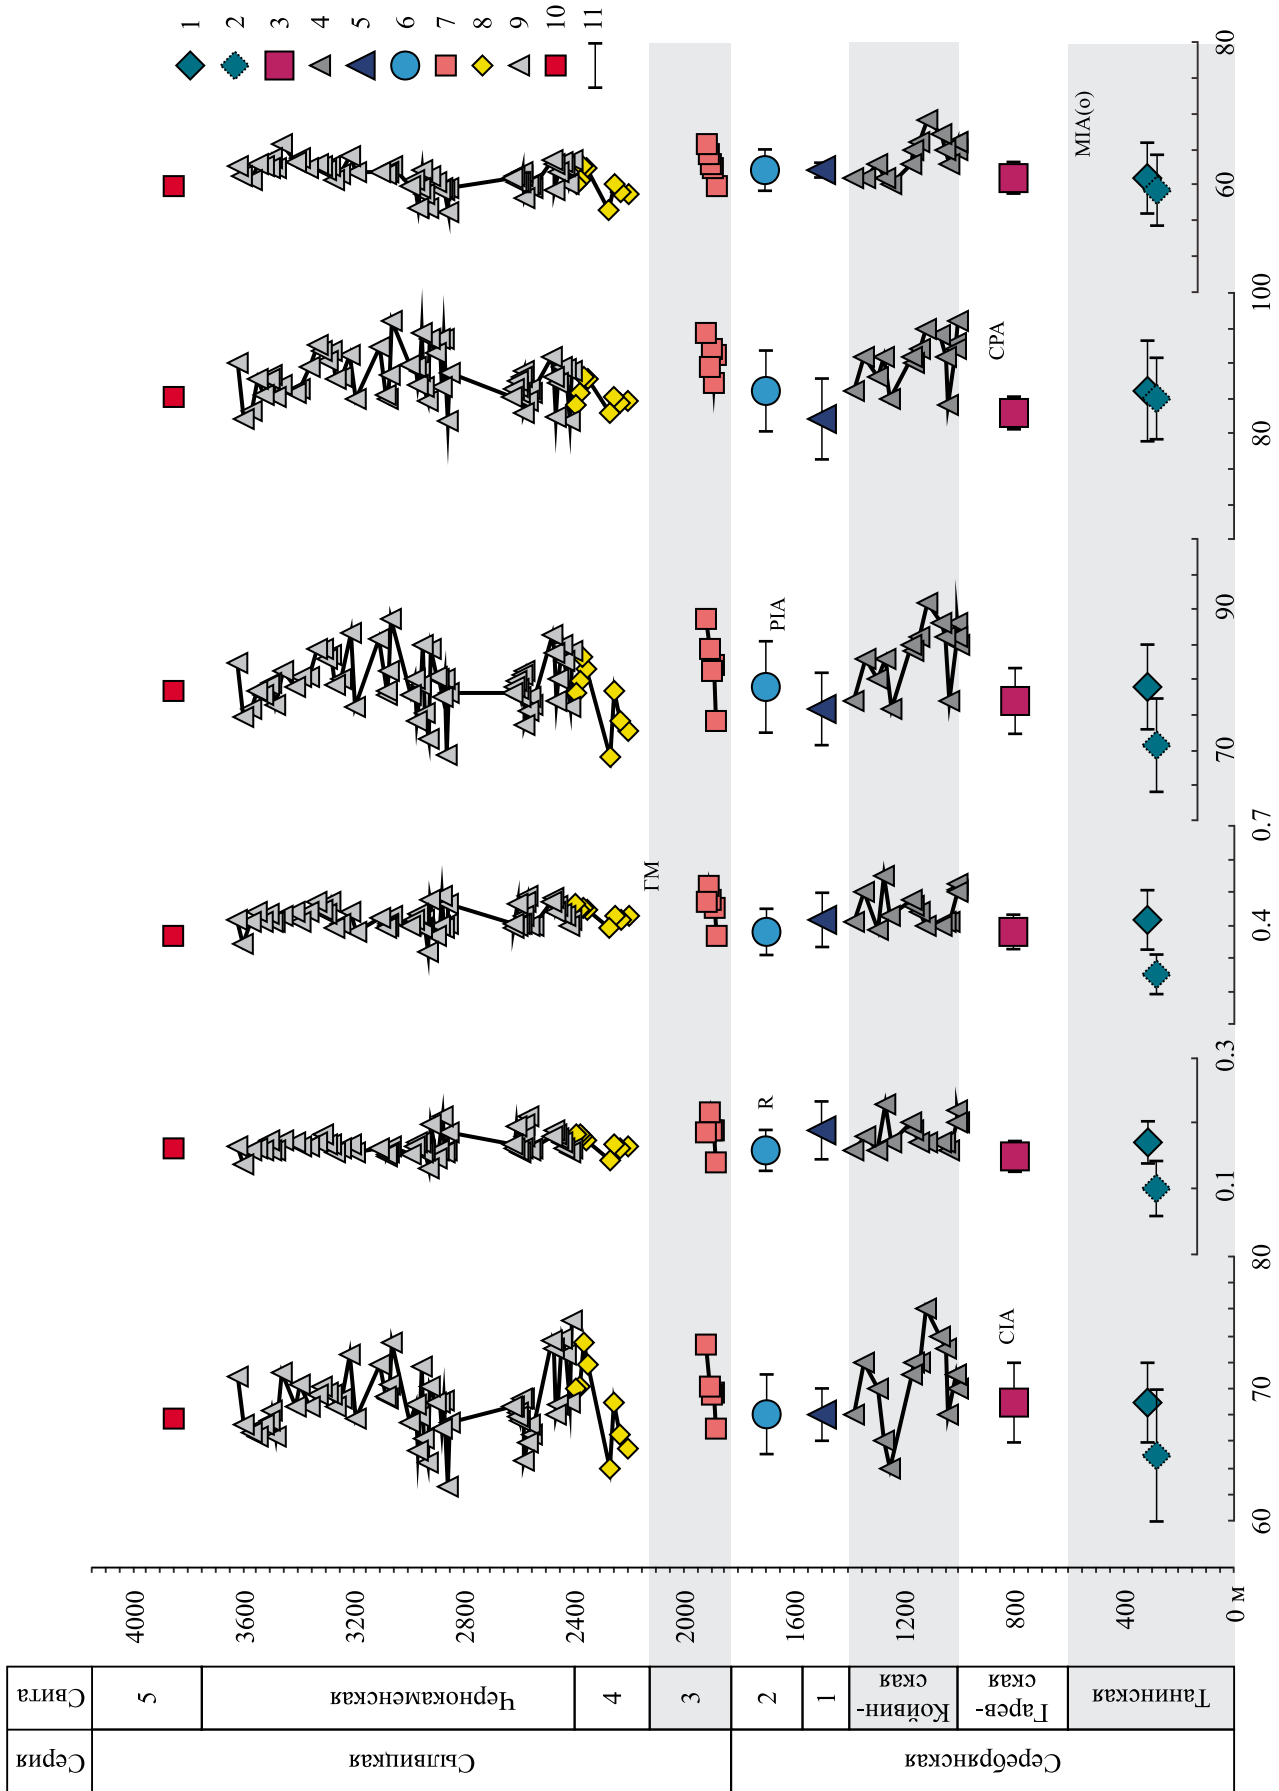 Серия
Свита
Сылвицкая
Серебрянская
5
Чернокаменская
4
3
2
1
Койвин-
ская
Гарев-
ская
Танинская
4000
3600
3200
2800
2400
2000
1600
1200
800
400
0 м
CIA
60
70
80
R
0.1
0.3
ГМ
0.4
0.7
PIA
70
90
CPA
80
100
MIA(o)
60
80
1
2
3
4
5
6
7
8
9
10
11